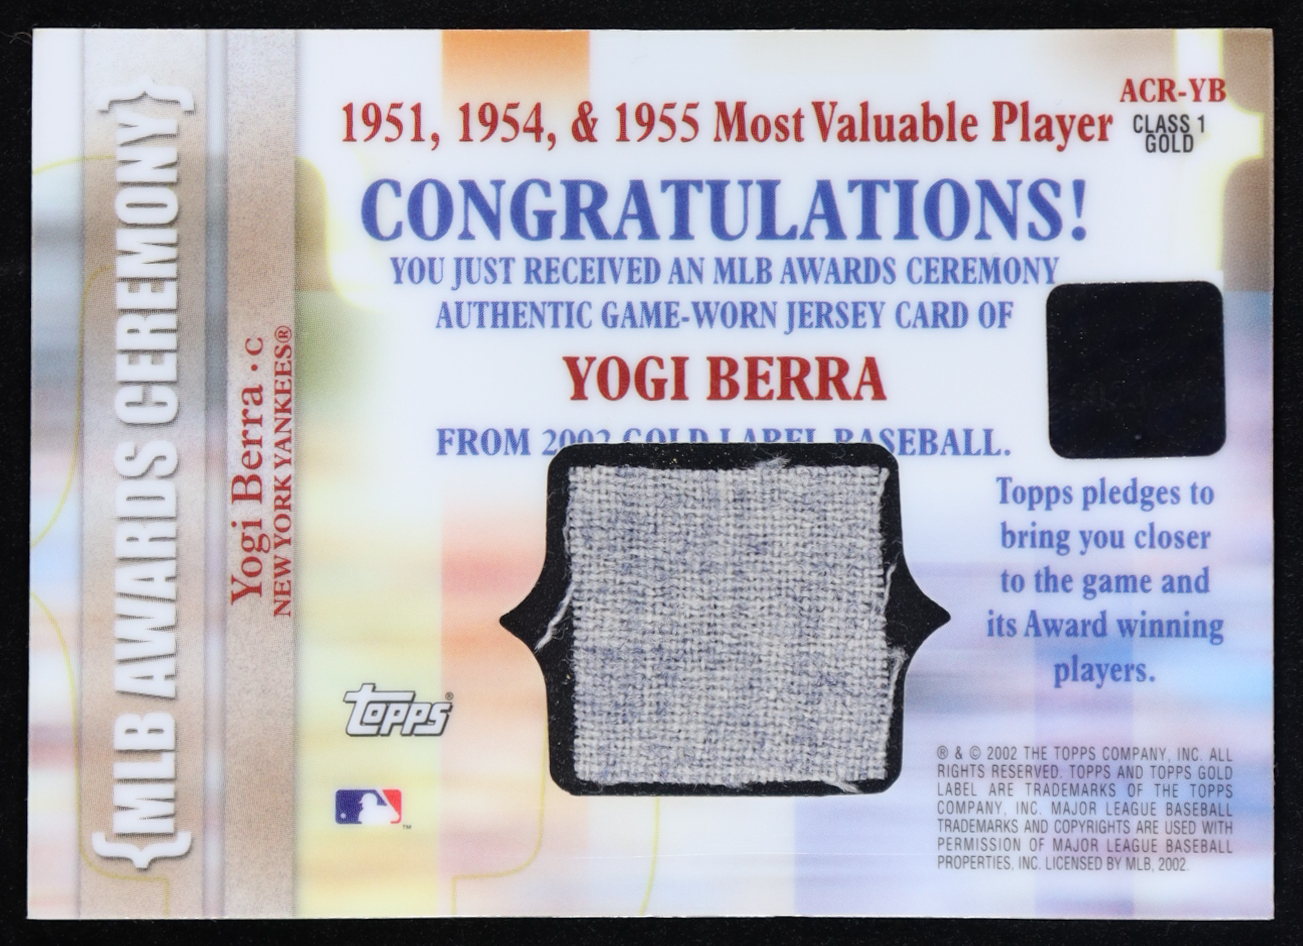 {MLB AWARDS CEREMONY}
Yogi Berra · C
NEW YORK YANKEES®
1951, 1954, & 1955 Most Valuable Player
ACR-YB
CLASS 1
GOLD
CONGRATULATIONS!
YOU JUST RECEIVED AN MLB AWARDS CEREMONY
AUTHENTIC GAME-WORN JERSEY CARD OF
YOGI BERRA
FROM 2002 GOLD LABEL BASEBALL.
Topps pledges to
bring you closer
to the game and
its Award winning
players.
topps®
™
® & © 2002 THE TOPPS COMPANY, INC. ALL
RIGHTS RESERVED. TOPPS AND TOPPS GOLD
LABEL ARE TRADEMARKS OF THE TOPPS
COMPANY, INC. MAJOR LEAGUE BASEBALL
TRADEMARKS AND COPYRIGHTS ARE USED WITH
PERMISSION OF MAJOR LEAGUE BASEBALL
PROPERTIES, INC. LICENSED BY MLB, 2002.